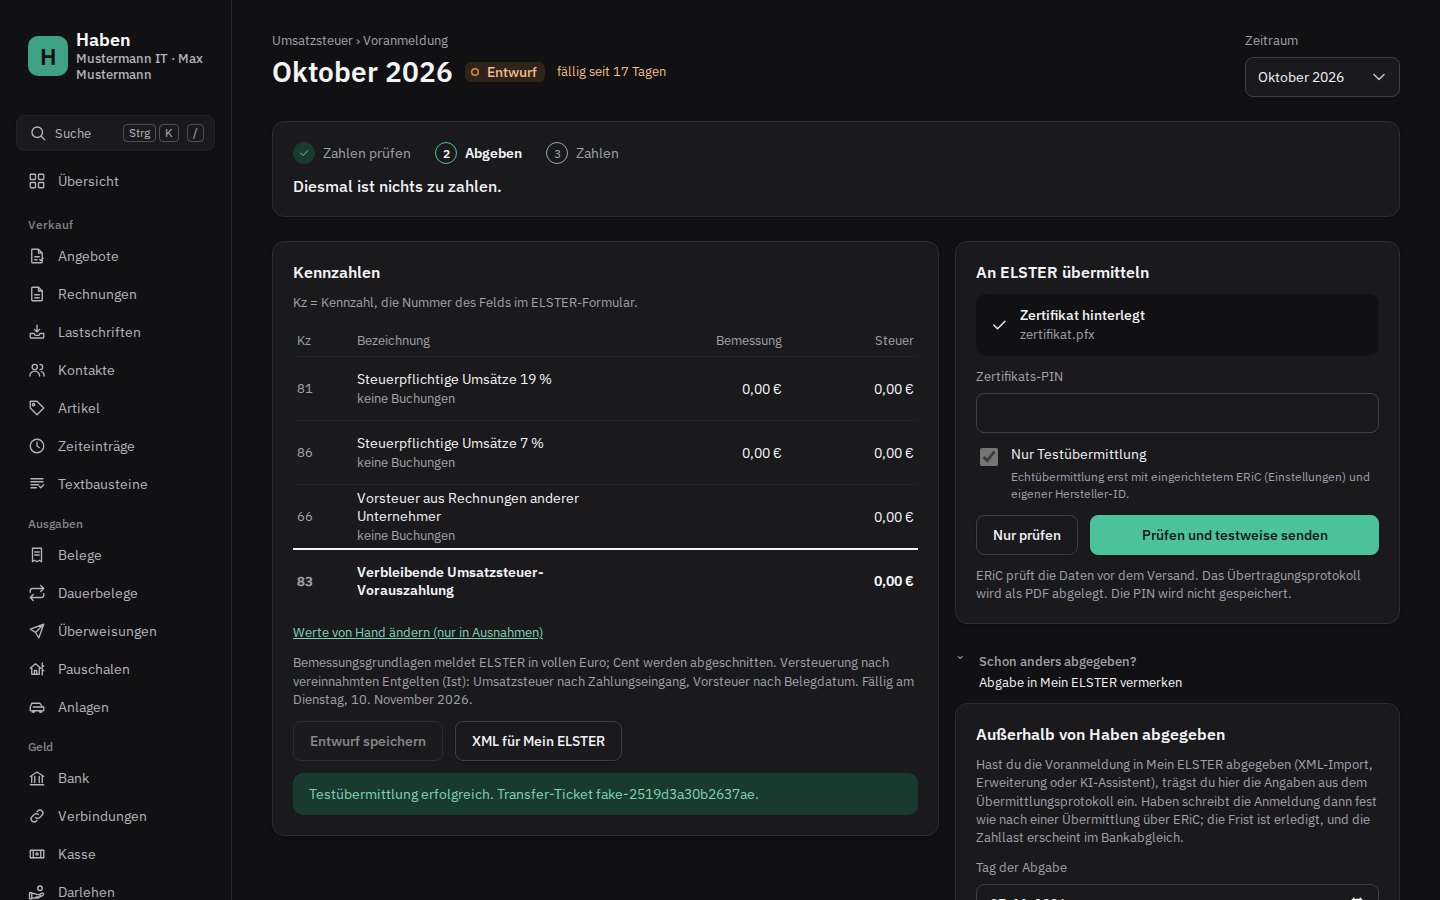 Haben
Mustermann IT · Max
Mustermann
Suche
Strg K /
Übersicht
Verkauf
Angebote
Rechnungen
Lastschriften
Kontakte
Artikel
Zeiteinträge
Textbausteine
Ausgaben
Belege
Dauerbelege
Überweisungen
Pauschalen
Anlagen
Geld
Bank
Verbindungen
Kasse
Darlehen
Umsatzsteuer › Voranmeldung
Oktober 2026 Entwurf fällig seit 17 Tagen
Zeitraum
Oktober 2026
Zahlen prüfen 2 Abgeben 3 Zahlen
Diesmal ist nichts zu zahlen.
Kennzahlen
Kz = Kennzahl, die Nummer des Felds im ELSTER-Formular.
Kz Bezeichnung Bemessung Steuer
81 Steuerpflichtige Umsätze 19 % 0,00 € 0,00 €
keine Buchungen
86 Steuerpflichtige Umsätze 7 % 0,00 € 0,00 €
keine Buchungen
66 Vorsteuer aus Rechnungen anderer
Unternehmer 0,00 €
keine Buchungen
83 Verbleibende Umsatzsteuer-
Vorauszahlung 0,00 €
Werte von Hand ändern (nur in Ausnahmen)
Bemessungsgrundlagen meldet ELSTER in vollen Euro; Cent werden abgeschnitten. Versteuerung nach
vereinnahmten Entgelten (Ist): Umsatzsteuer nach Zahlungseingang, Vorsteuer nach Belegdatum. Fällig am
Dienstag, 10. November 2026.
Entwurf speichern XML für Mein ELSTER
Testübermittlung erfolgreich. Transfer-Ticket fake-2519d3a30b2637ae.
An ELSTER übermitteln
Zertifikat hinterlegt
zertifikat.pfx
Zertifikats-PIN
Nur Testübermittlung
Echtübermittlung erst mit eingerichtetem ERiC (Einstellungen) und
eigener Hersteller-ID.
Nur prüfen Prüfen und testweise senden
ERiC prüft die Daten vor dem Versand. Das Übertragungsprotokoll
wird als PDF abgelegt. Die PIN wird nicht gespeichert.
Schon anders abgegeben?
Abgabe in Mein ELSTER vermerken
Außerhalb von Haben abgegeben
Hast du die Voranmeldung in Mein ELSTER abgegeben (XML-Import,
Erweiterung oder KI-Assistent), trägst du hier die Angaben aus dem
Übermittlungsprotokoll ein. Haben schreibt die Anmeldung dann fest
wie nach einer Übermittlung über ERiC; die Frist ist erledigt, und die
Zahllast erscheint im Bankabgleich.
Tag der Abgabe